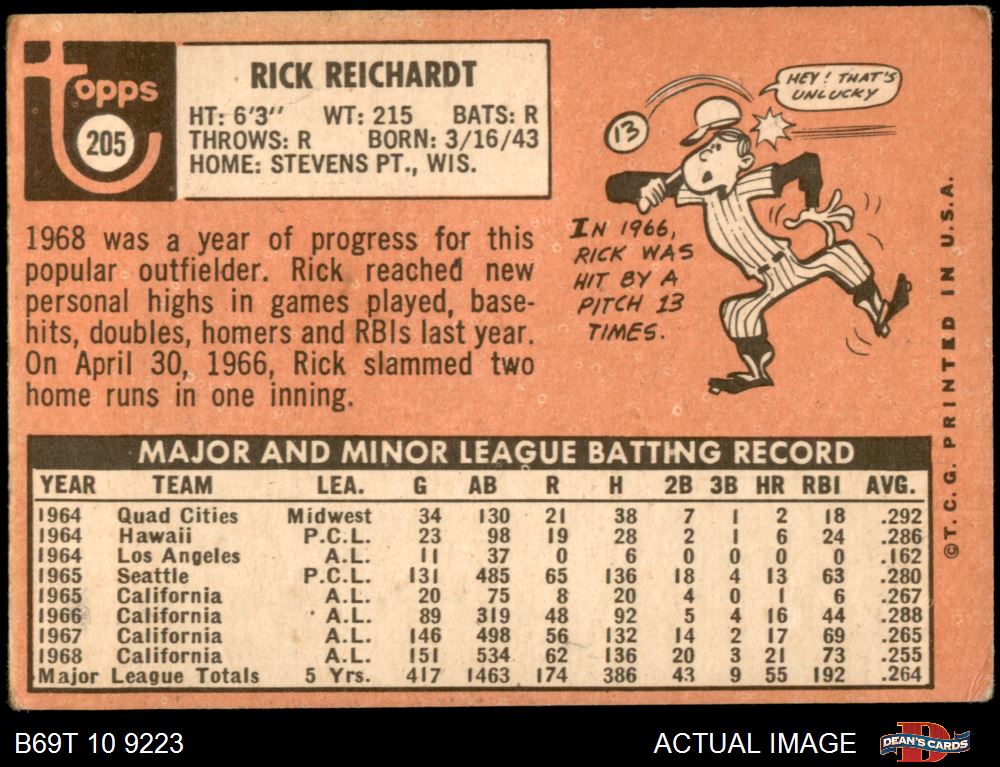 topps
205
RICK REICHARDT
HT: 6'3" WT: 215 BATS: R
THROWS: R BORN: 3/16/43
HOME: STEVENS PT., WIS.
HEY! THAT'S
UNLUCKY
13
IN 1966,
RICK WAS
HIT BY A
PITCH 13
TIMES.
1968 was a year of progress for this
popular outfielder. Rick reached new
personal highs in games played, base-
hits, doubles, homers and RBIs last year.
On April 30, 1966, Rick slammed two
home runs in one inning.
MAJOR AND MINOR LEAGUE BATTING RECORD
YEAR TEAM LEA. G AB R H 2B 3B HR RBI AVG.
1964 Quad Cities Midwest 34 130 21 38 7 1 2 18 .292
1964 Hawaii P.C.L. 23 98 19 28 2 1 6 24 .286
1964 Los Angeles A.L. 11 37 0 6 0 0 0 0 .162
1965 Seattle P.C.L. 131 485 65 136 18 4 13 63 .280
1965 California A.L. 20 75 8 20 4 0 1 6 .267
1966 California A.L. 89 319 48 92 5 4 16 44 .288
1967 California A.L. 146 498 56 132 14 2 17 69 .265
1968 California A.L. 151 534 62 136 20 3 21 73 .255
Major League Totals 5 Yrs. 417 1463 174 386 43 9 55 192 .264
©T.C.G. PRINTED IN U.S.A.
B69T 10 9223
ACTUAL IMAGE
D
DEAN'S CARDS